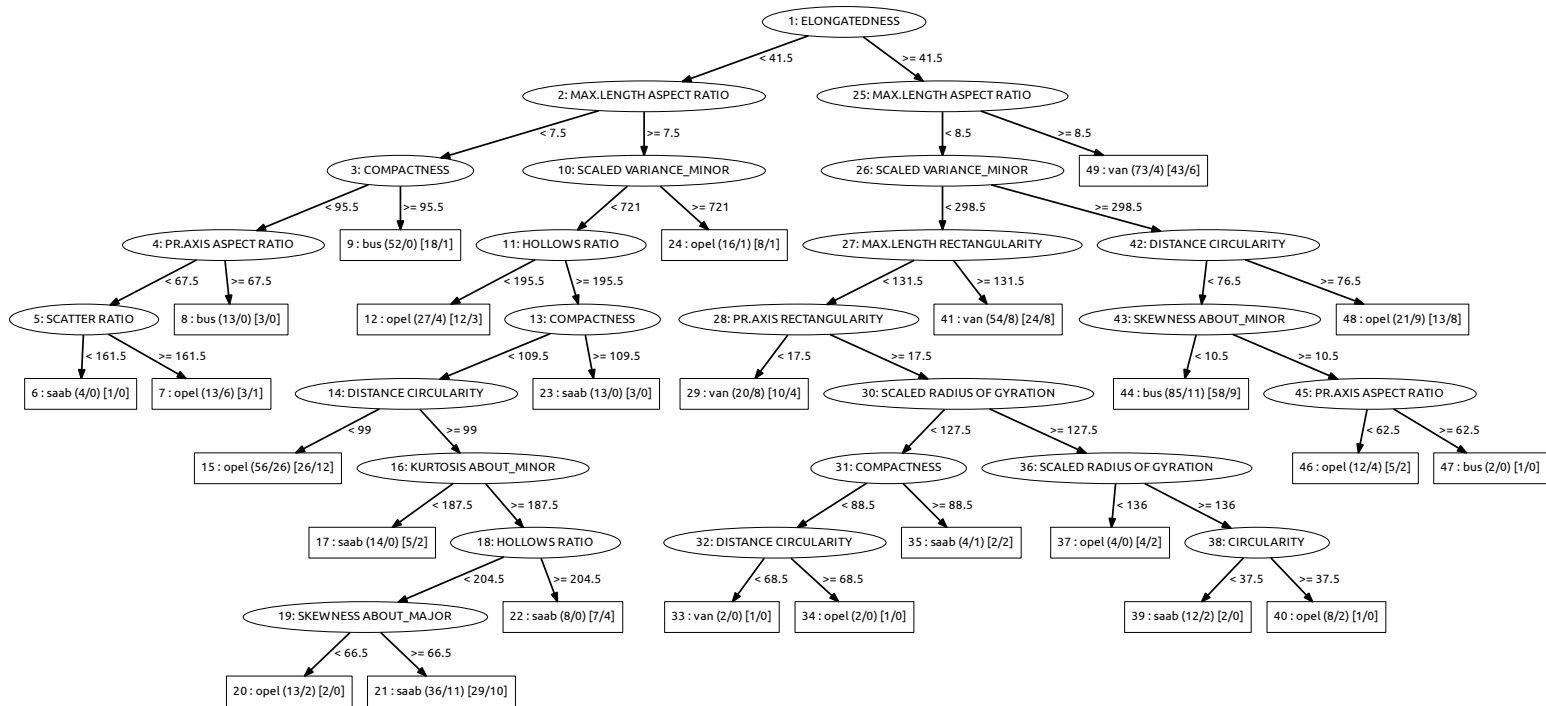 1: ELONGATEDNESS
< 41.5
>= 41.5
2: MAX.LENGTH ASPECT RATIO
25: MAX.LENGTH ASPECT RATIO
< 7.5
>= 7.5
< 8.5
>= 8.5
3: COMPACTNESS
10: SCALED VARIANCE_MINOR
26: SCALED VARIANCE_MINOR
49 : van (73/4) [43/6]
< 95.5
>= 95.5
< 721
>= 721
< 298.5
>= 298.5
4: PR.AXIS ASPECT RATIO
9 : bus (52/0) [18/1]
11: HOLLOWS RATIO
24 : opel (16/1) [8/1]
27: MAX.LENGTH RECTANGULARITY
42: DISTANCE CIRCULARITY
< 67.5
>= 67.5
< 195.5
>= 195.5
< 131.5
>= 131.5
< 76.5
>= 76.5
5: SCATTER RATIO
8 : bus (13/0) [3/0]
12 : opel (27/4) [12/3]
13: COMPACTNESS
28: PR.AXIS RECTANGULARITY
41 : van (54/8) [24/8]
43: SKEWNESS ABOUT_MINOR
48 : opel (21/9) [13/8]
< 161.5
>= 161.5
< 109.5
>= 109.5
< 17.5
>= 17.5
< 10.5
>= 10.5
6 : saab (4/0) [1/0]
7 : opel (13/6) [3/1]
14: DISTANCE CIRCULARITY
23 : saab (13/0) [3/0]
29 : van (20/8) [10/4]
30: SCALED RADIUS OF GYRATION
44 : bus (85/11) [58/9]
45: PR.AXIS ASPECT RATIO
< 99
>= 99
< 127.5
>= 127.5
< 62.5
>= 62.5
15 : opel (56/26) [26/12]
16: KURTOSIS ABOUT_MINOR
31: COMPACTNESS
36: SCALED RADIUS OF GYRATION
46 : opel (12/4) [5/2]
47 : bus (2/0) [1/0]
< 187.5
>= 187.5
< 88.5
>= 88.5
< 136
>= 136
17 : saab (14/0) [5/2]
18: HOLLOWS RATIO
32: DISTANCE CIRCULARITY
35 : saab (4/1) [2/2]
37 : opel (4/0) [4/2]
38: CIRCULARITY
< 204.5
>= 204.5
< 68.5
>= 68.5
< 37.5
>= 37.5
19: SKEWNESS ABOUT_MAJOR
22 : saab (8/0) [7/4]
33 : van (2/0) [1/0]
34 : opel (2/0) [1/0]
39 : saab (12/2) [2/0]
40 : opel (8/2) [1/0]
< 66.5
>= 66.5
20 : opel (13/2) [2/0]
21 : saab (36/11) [29/10]